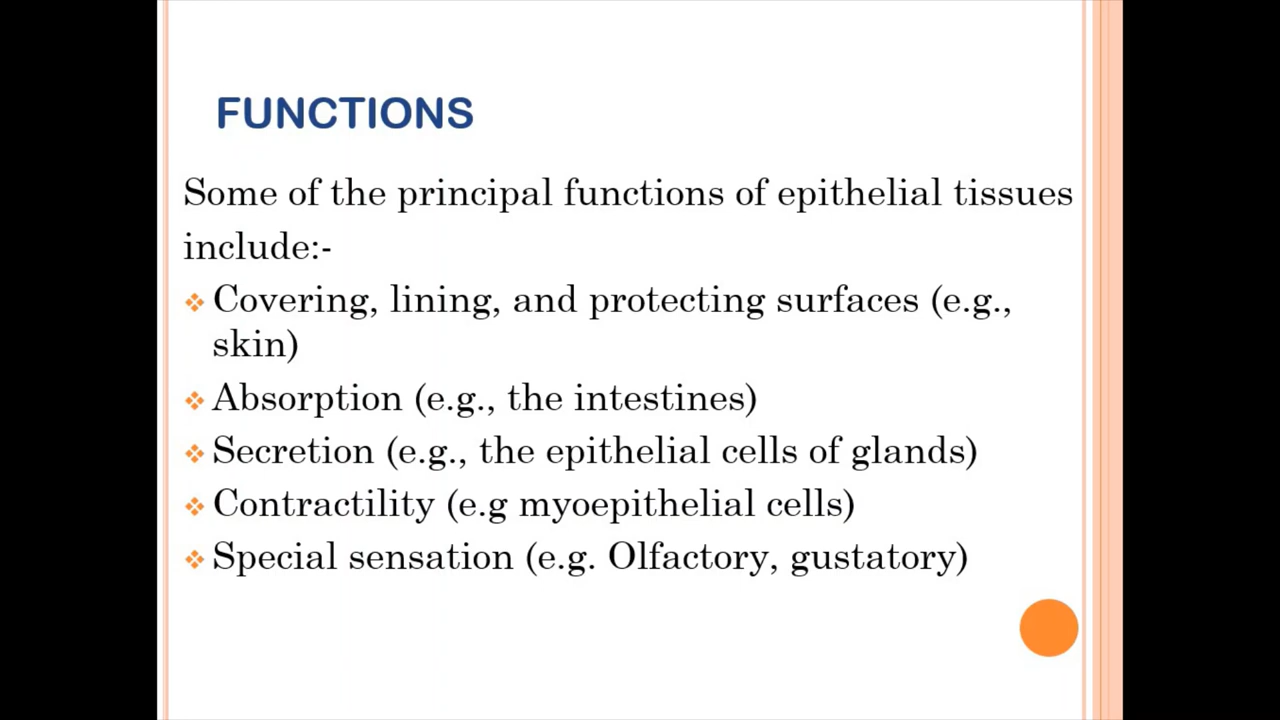 FUNCTIONS
Some of the principal functions of epithelial tissues
include:-
❖ Covering, lining, and protecting surfaces (e.g.,
skin)
❖ Absorption (e.g., the intestines)
❖ Secretion (e.g., the epithelial cells of glands)
❖ Contractility (e.g myoepithelial cells)
❖ Special sensation (e.g. Olfactory, gustatory)